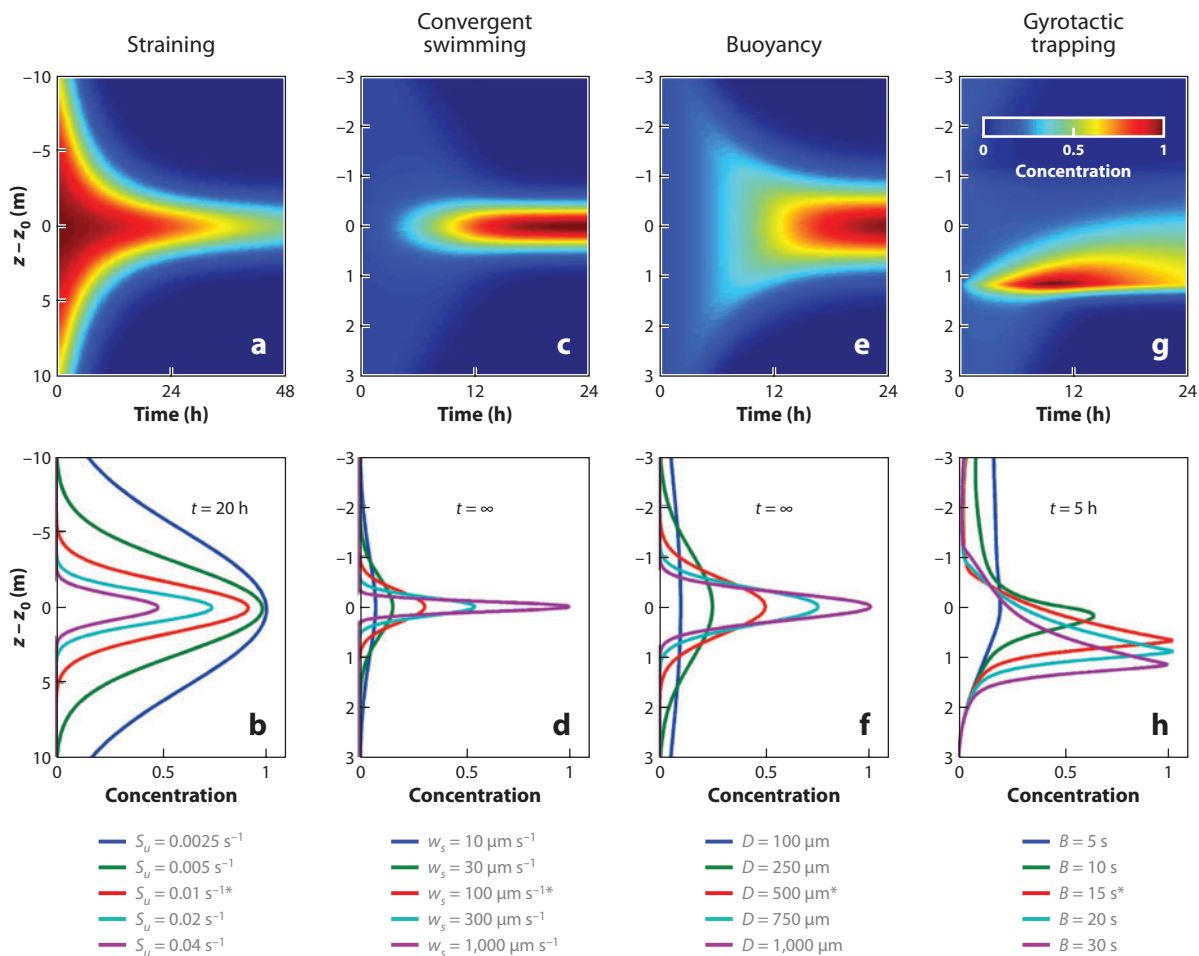 Straining
Convergent
swimming
Buoyancy
Gyrotactic
trapping
z – z0 (m)
–10
–5
0
5
10
a
0
24
48
Time (h)
–3
–2
–1
0
1
2
3
c
0
12
24
Time (h)
–3
–2
–1
0
1
2
3
e
0
12
24
Time (h)
–3
–2
–1
0
1
2
3
0
0.5
1
Concentration
g
0
12
24
Time (h)
z – z0 (m)
–10
–5
0
5
10
t = 20 h
b
0
0.5
1
Concentration
–3
–2
–1
0
1
2
3
t = ∞
d
0
0.5
1
Concentration
–3
–2
–1
0
1
2
3
t = ∞
f
0
0.5
1
Concentration
–3
–2
–1
0
1
2
3
t = 5 h
h
0
0.5
1
Concentration
Su = 0.0025 s–1
Su = 0.005 s–1
Su = 0.01 s–1*
Su = 0.02 s–1
Su = 0.04 s–1
ws = 10 μm s–1
ws = 30 μm s–1
ws = 100 μm s–1*
ws = 300 μm s–1
ws = 1,000 μm s–1
D = 100 μm
D = 250 μm
D = 500 μm*
D = 750 μm
D = 1,000 μm
B = 5 s
B = 10 s
B = 15 s*
B = 20 s
B = 30 s